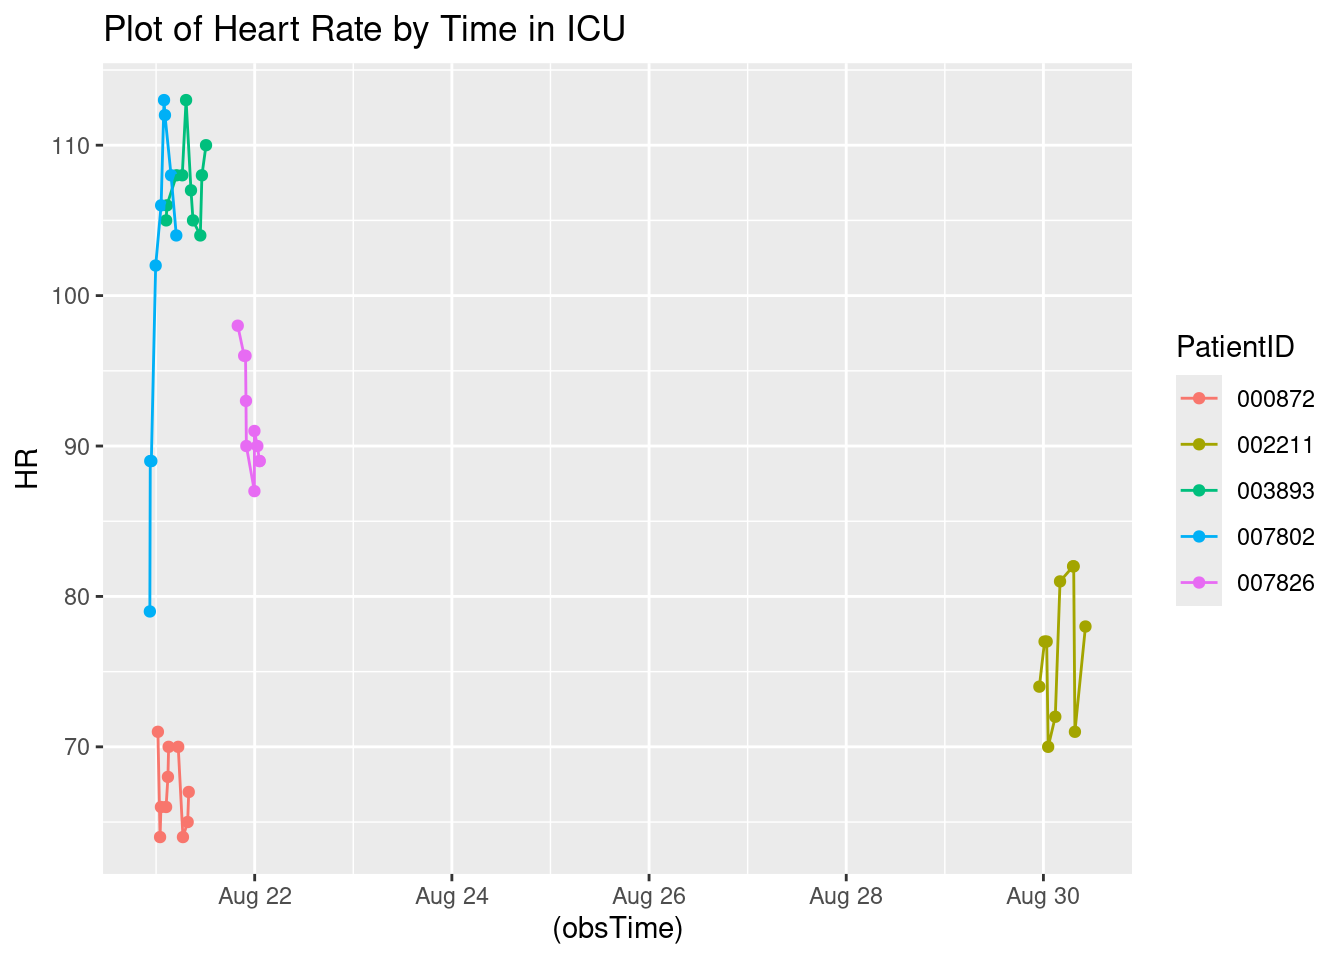 Plot of Heart Rate by Time in ICU
110
100
90
80
70
HR
Aug 22 Aug 24 Aug 26 Aug 28 Aug 30
(obsTime)
PatientID
000872
002211
003893
007802
007826